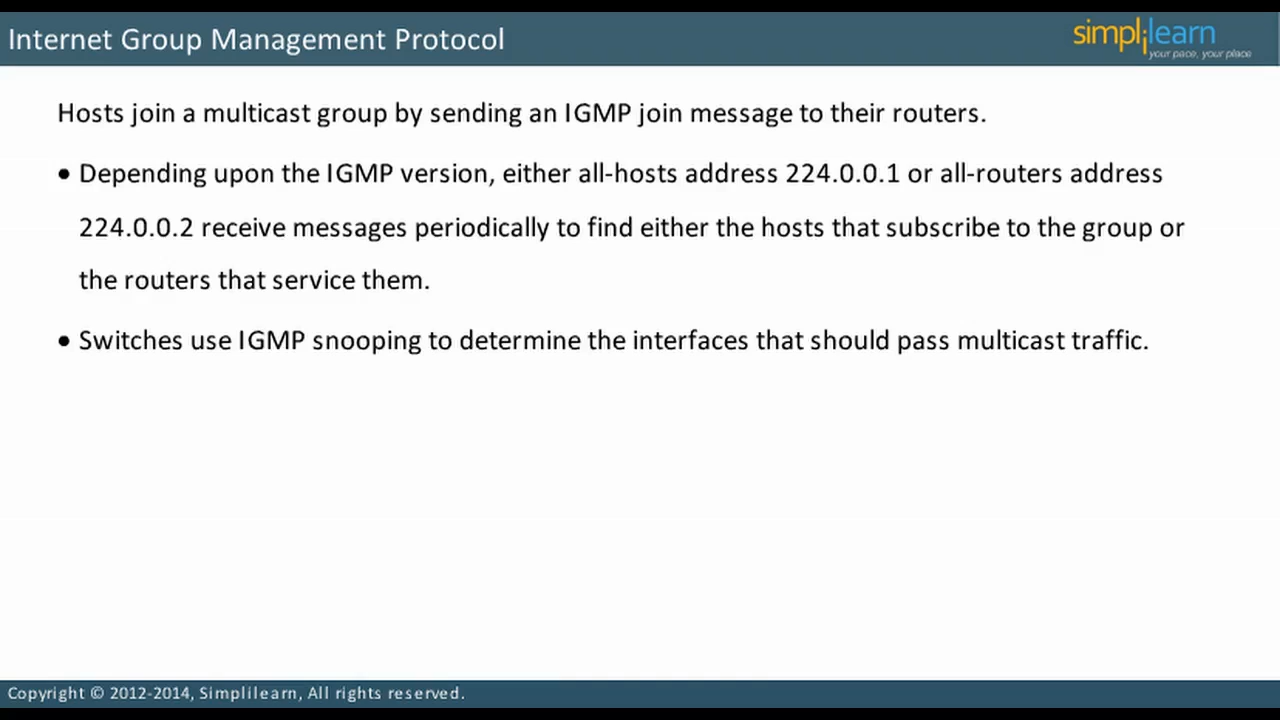 Internet Group Management Protocol
simplilearn
your pace, your place
Hosts join a multicast group by sending an IGMP join message to their routers.
• Depending upon the IGMP version, either all-hosts address 224.0.0.1 or all-routers address
224.0.0.2 receive messages periodically to find either the hosts that subscribe to the group or
the routers that service them.
• Switches use IGMP snooping to determine the interfaces that should pass multicast traffic.
Copyright © 2012-2014, Simplilearn, All rights reserved.